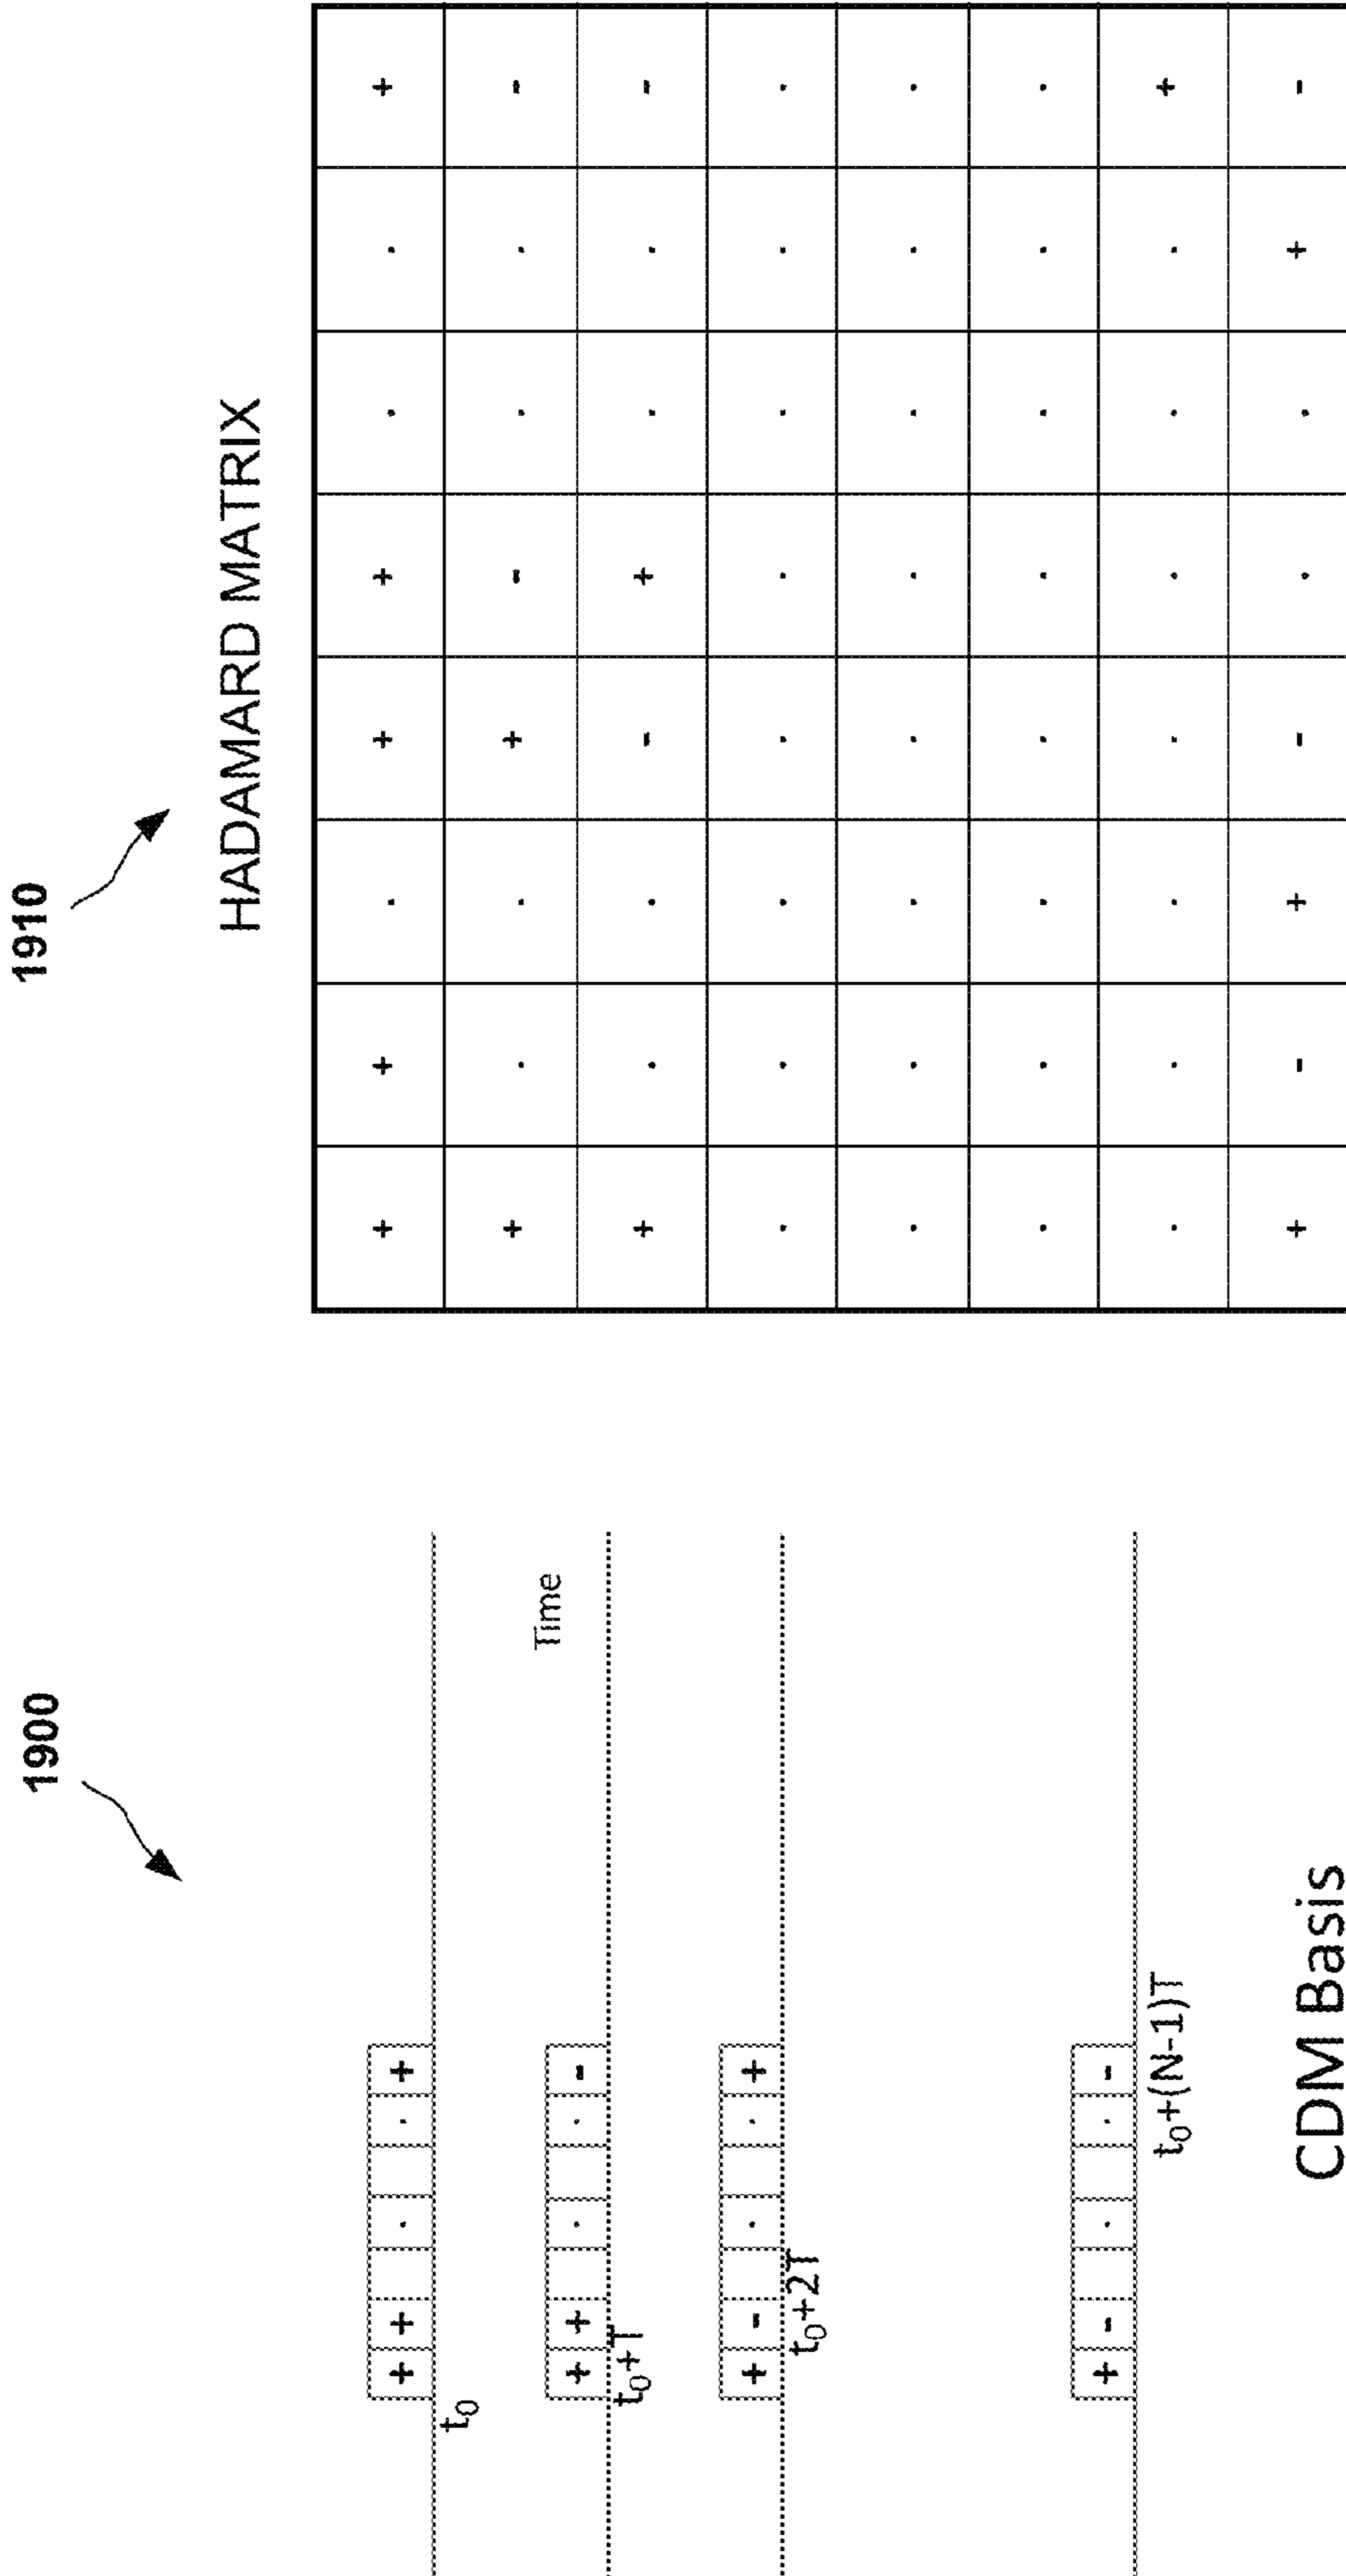 1900
+ + . . +
t₀
Time
+ + . . -
t₀+T
+ - . . +
t₀+2T
+ - . . -
t₀+(N-1)T
CDM Basis
1910
HADAMARD MATRIX
+ + . + + . . +
+ . . + - . . -
+ . . - + . . -
. . . . . . . .
. . . . . . . .
. . . . . . . .
. . . . . . . +
+ - + - . . + -